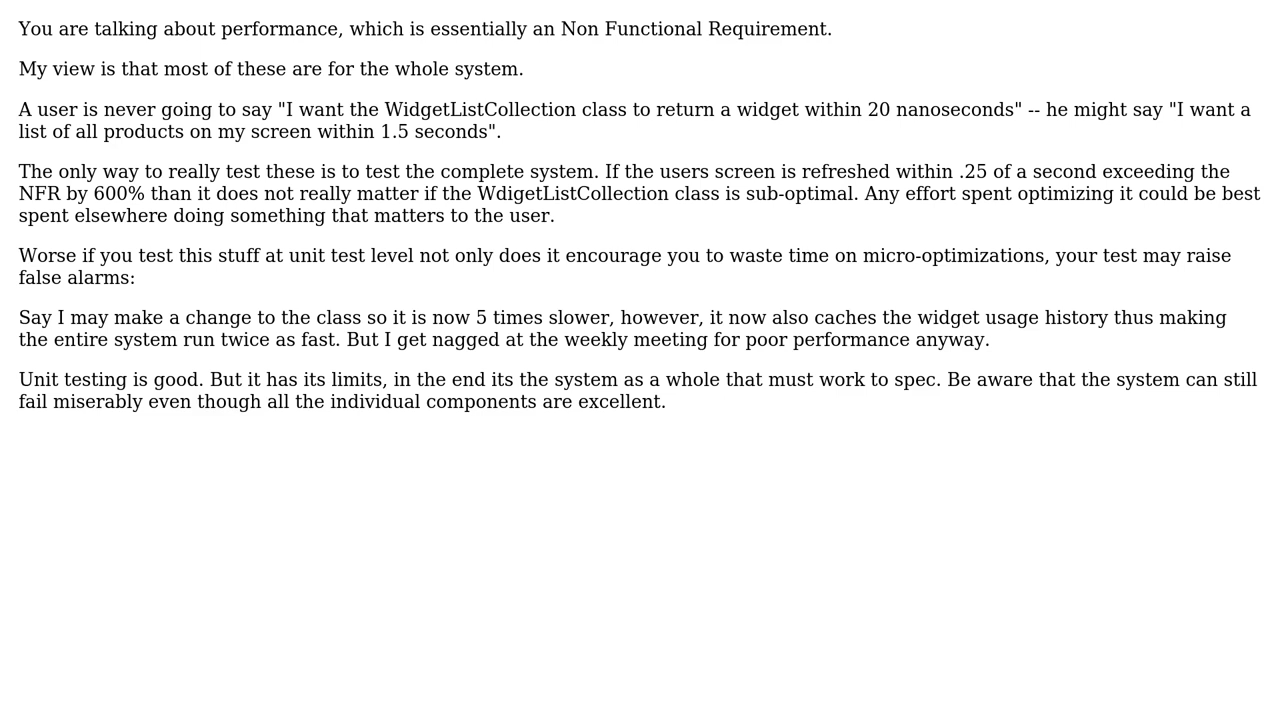 You are talking about performance, which is essentially an Non Functional Requirement.
My view is that most of these are for the whole system.
A user is never going to say "I want the WidgetListCollection class to return a widget within 20 nanoseconds" -- he might say "I want a
list of all products on my screen within 1.5 seconds".
The only way to really test these is to test the complete system. If the users screen is refreshed within .25 of a second exceeding the
NFR by 600% than it does not really matter if the WdigetListCollection class is sub-optimal. Any effort spent optimizing it could be best
spent elsewhere doing something that matters to the user.
Worse if you test this stuff at unit test level not only does it encourage you to waste time on micro-optimizations, your test may raise
false alarms:
Say I may make a change to the class so it is now 5 times slower, however, it now also caches the widget usage history thus making
the entire system run twice as fast. But I get nagged at the weekly meeting for poor performance anyway.
Unit testing is good. But it has its limits, in the end its the system as a whole that must work to spec. Be aware that the system can still
fail miserably even though all the individual components are excellent.